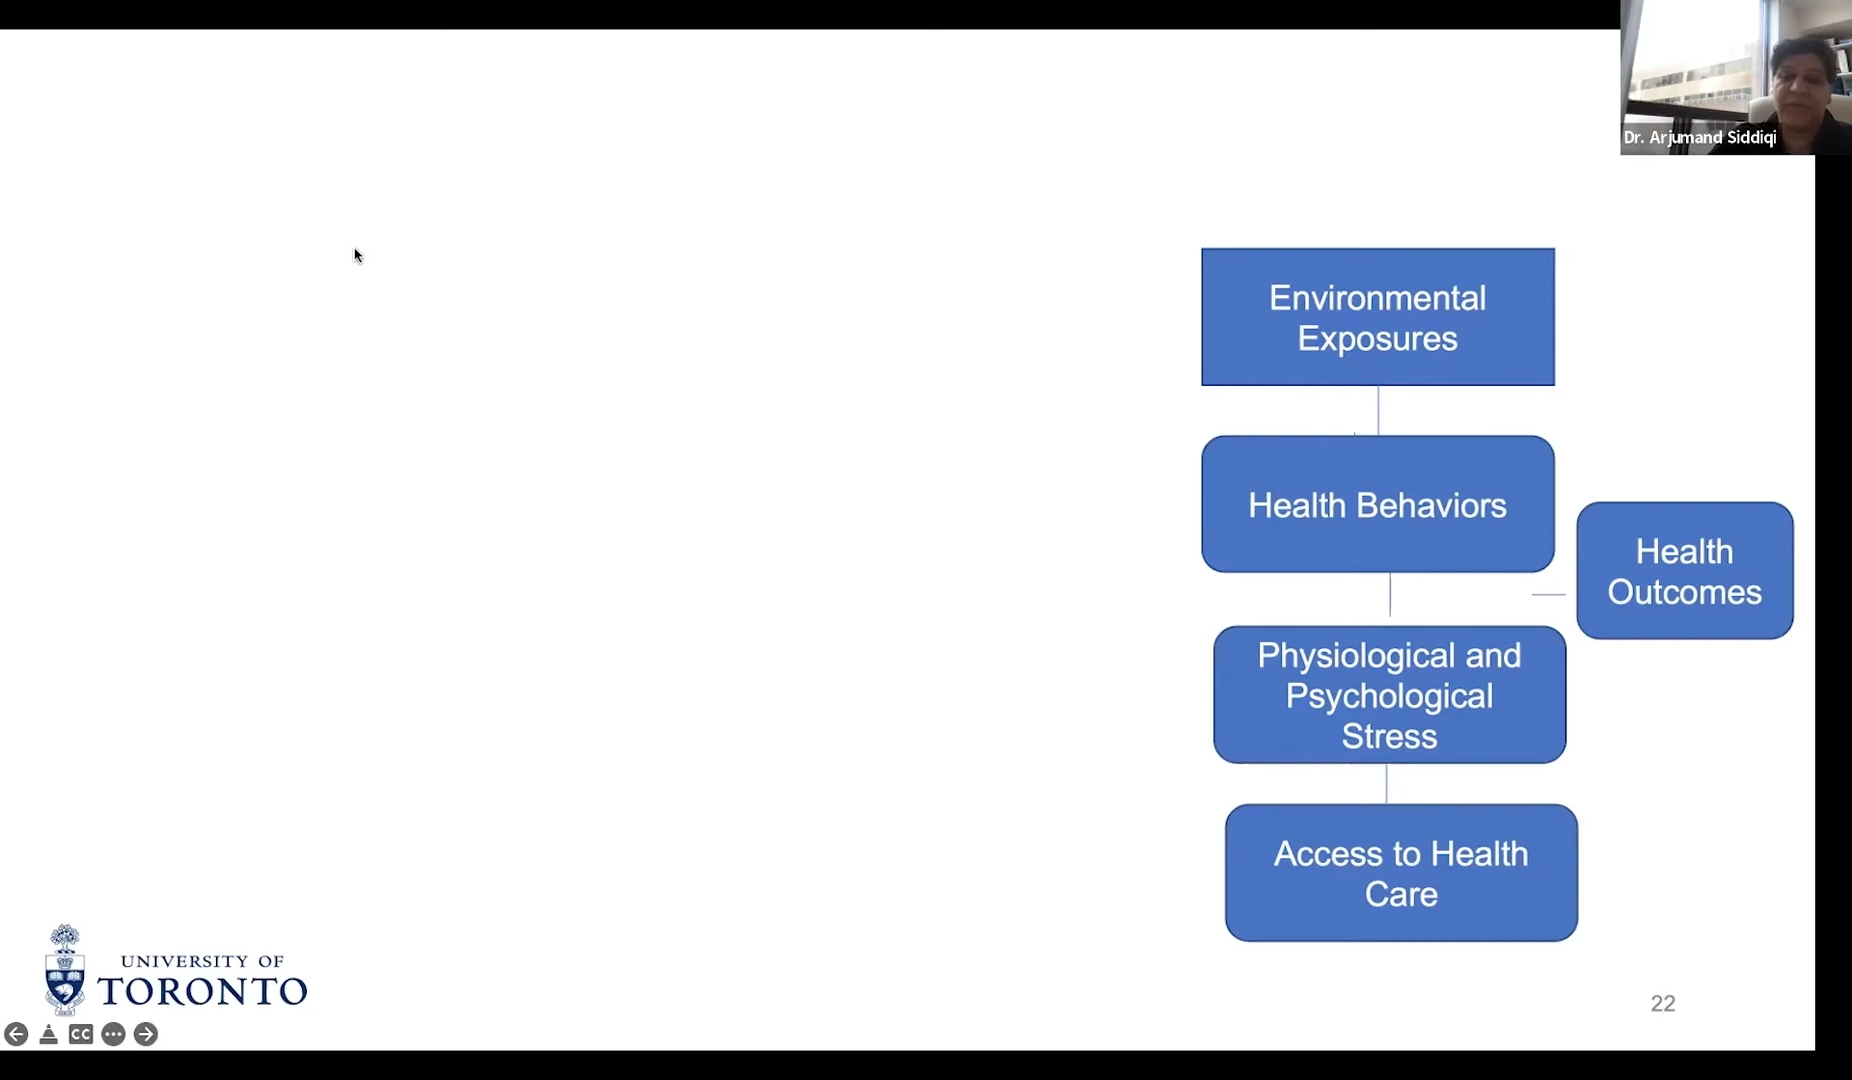 Dr. Arjumand Siddiqi
Environmental
Exposures
Health Behaviors
Health
Outcomes
Physiological and
Psychological
Stress
Access to Health
Care
UNIVERSITY OF
TORONTO
22
CC